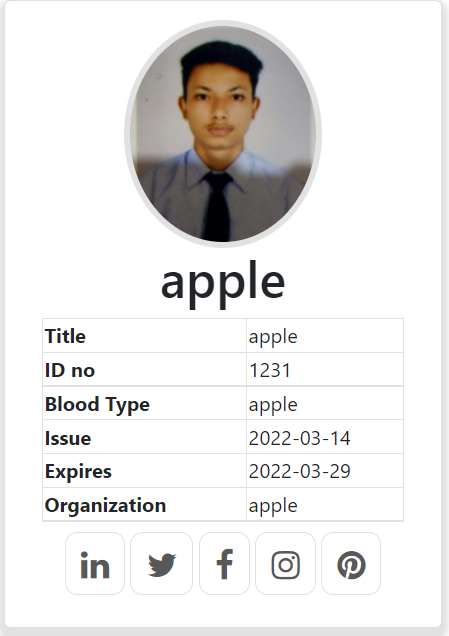 apple
Title apple
ID no 1231
Blood Type apple
Issue 2022-03-14
Expires 2022-03-29
Organization apple